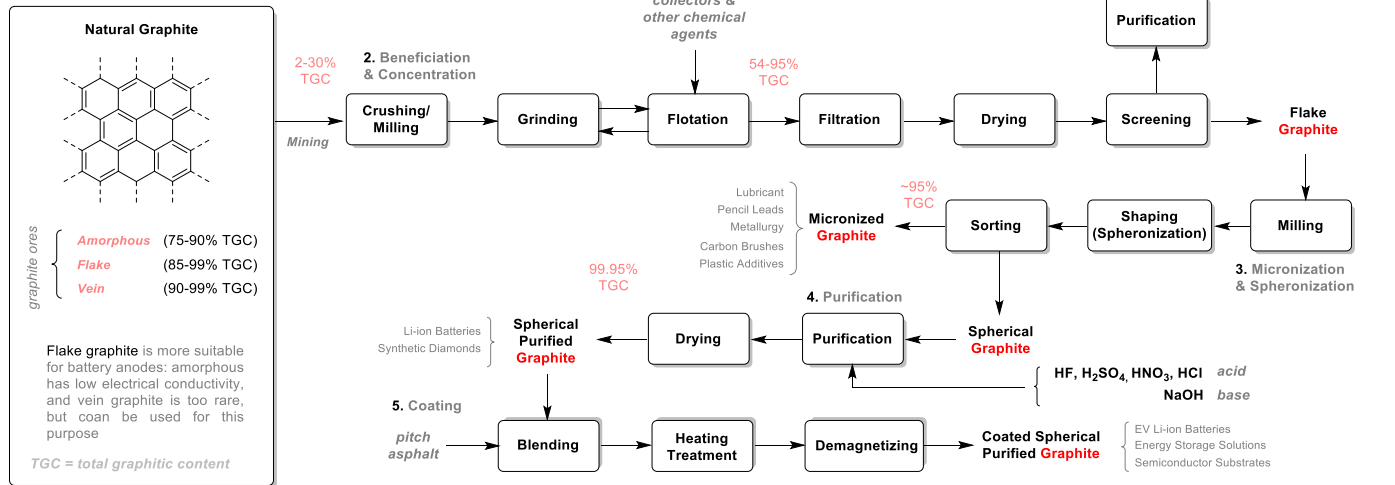 Natural Graphite
Amorphous (75-90% TGC)
Flake (85-99% TGC)
Vein (90-99% TGC)
graphite ores
Flake graphite is more suitable
for battery anodes: amorphous
has low electrical conductivity,
and vein graphite is too rare,
but coan be used for this
purpose
TGC = total graphitic content
2-30%
TGC
Mining
2. Beneficiation
& Concentration
Crushing/
Milling
Grinding
collectors &
other chemical
agents
Flotation
54-95%
TGC
Filtration
Drying
Screening
Purification
Flake
Graphite
Milling
3. Micronization
& Spheronization
Shaping
(Spheronization)
Sorting
~95%
TGC
Micronized
Graphite
Lubricant
Pencil Leads
Metallurgy
Carbon Brushes
Plastic Additives
Spherical
Graphite
4. Purification
Purification
HF, H2SO4, HNO3, HCl acid
NaOH base
Drying
99.95%
TGC
Spherical
Purified
Graphite
Li-ion Batteries
Synthetic Diamonds
5. Coating
pitch
asphalt
Blending
Heating
Treatment
Demagnetizing
Coated Spherical
Purified Graphite
EV Li-ion Batteries
Energy Storage Solutions
Semiconductor Substrates